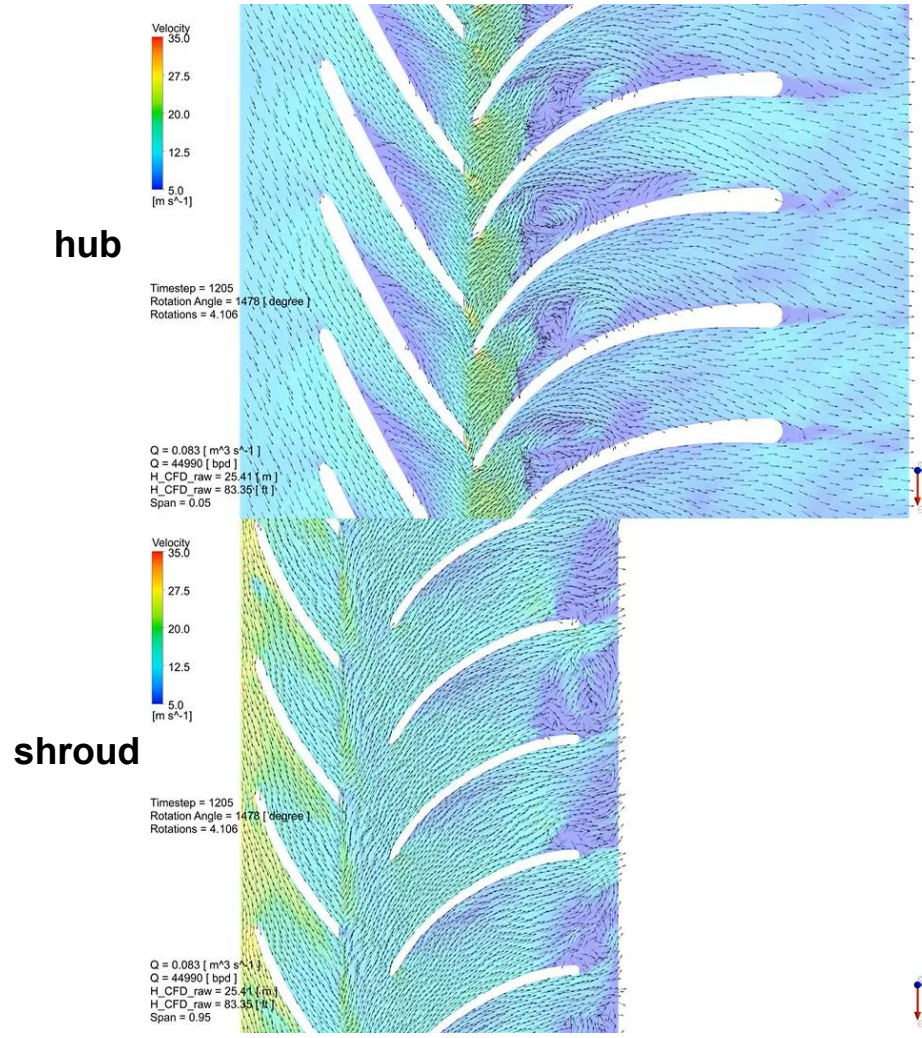 Velocity
35.0
27.5
20.0
12.5
5.0
[m s^-1]
hub
Timestep = 1205
Rotation Angle = 1478 [ degree ]
Rotations = 4.106
Q = 0.083 [ m^3 s^-1 ]
Q = 44990 [ bpd ]
H_CFD_raw = 25.41 [ m ]
H_CFD_raw = 83.35 [ ft ]
Span = 0.05
Velocity
35.0
27.5
20.0
12.5
5.0
[m s^-1]
shroud
Timestep = 1205
Rotation Angle = 1478 [ degree ]
Rotations = 4.106
Q = 0.083 [ m^3 s^-1 ]
Q = 44990 [ bpd ]
H_CFD_raw = 25.41 [ m ]
H_CFD_raw = 83.35 [ ft ]
Span = 0.95